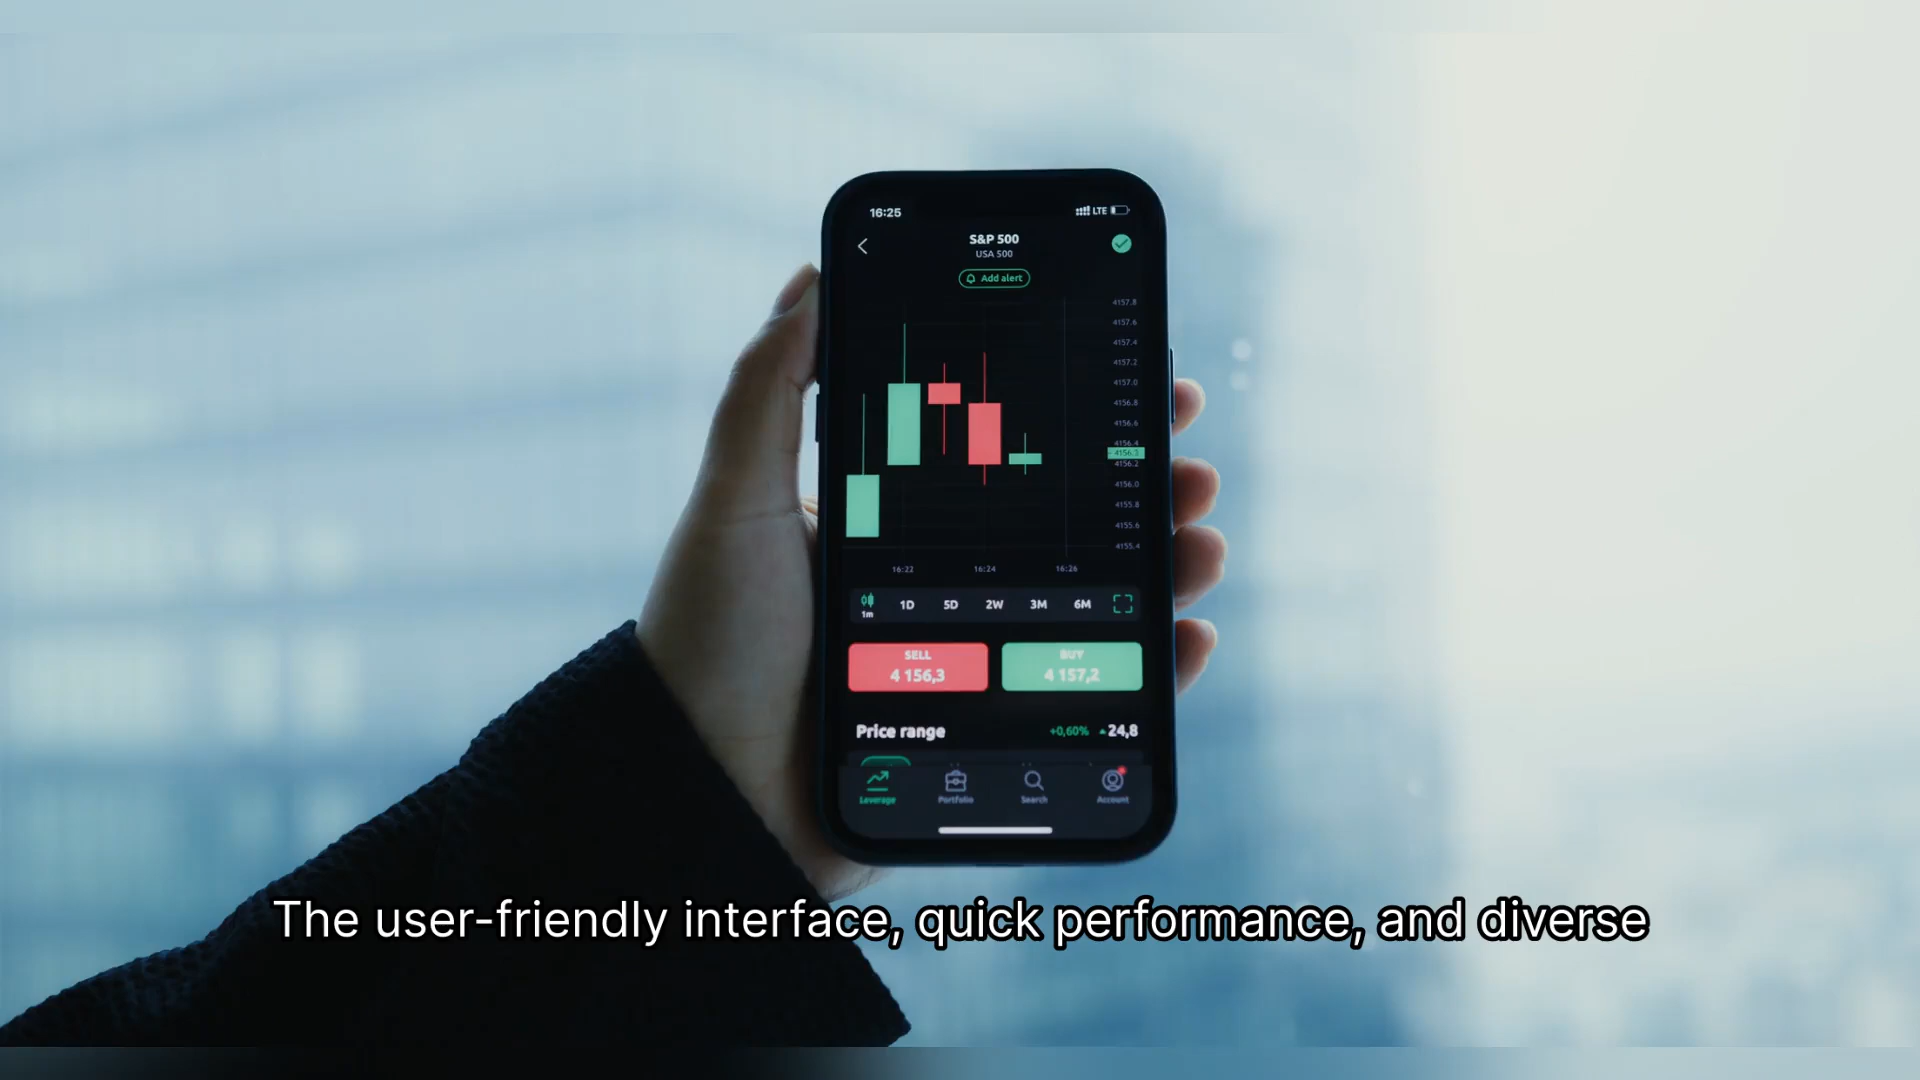 16:25
LTE
S&P 500
USA 500
Add alert
4157.8
4157.6
4157.4
4157.2
4157.0
4156.8
4156.6
4156.4
4156.3
4156.2
4156.0
4155.8
4155.6
4155.4
16:22 16:24 16:26
1m 1D 5D 2W 3M 6M
SELL BUY
4 156,3 4 157,2
Price range +0,60% 24,8
Leverage Portfolio Search Account
The user-friendly interface, quick performance, and diverse